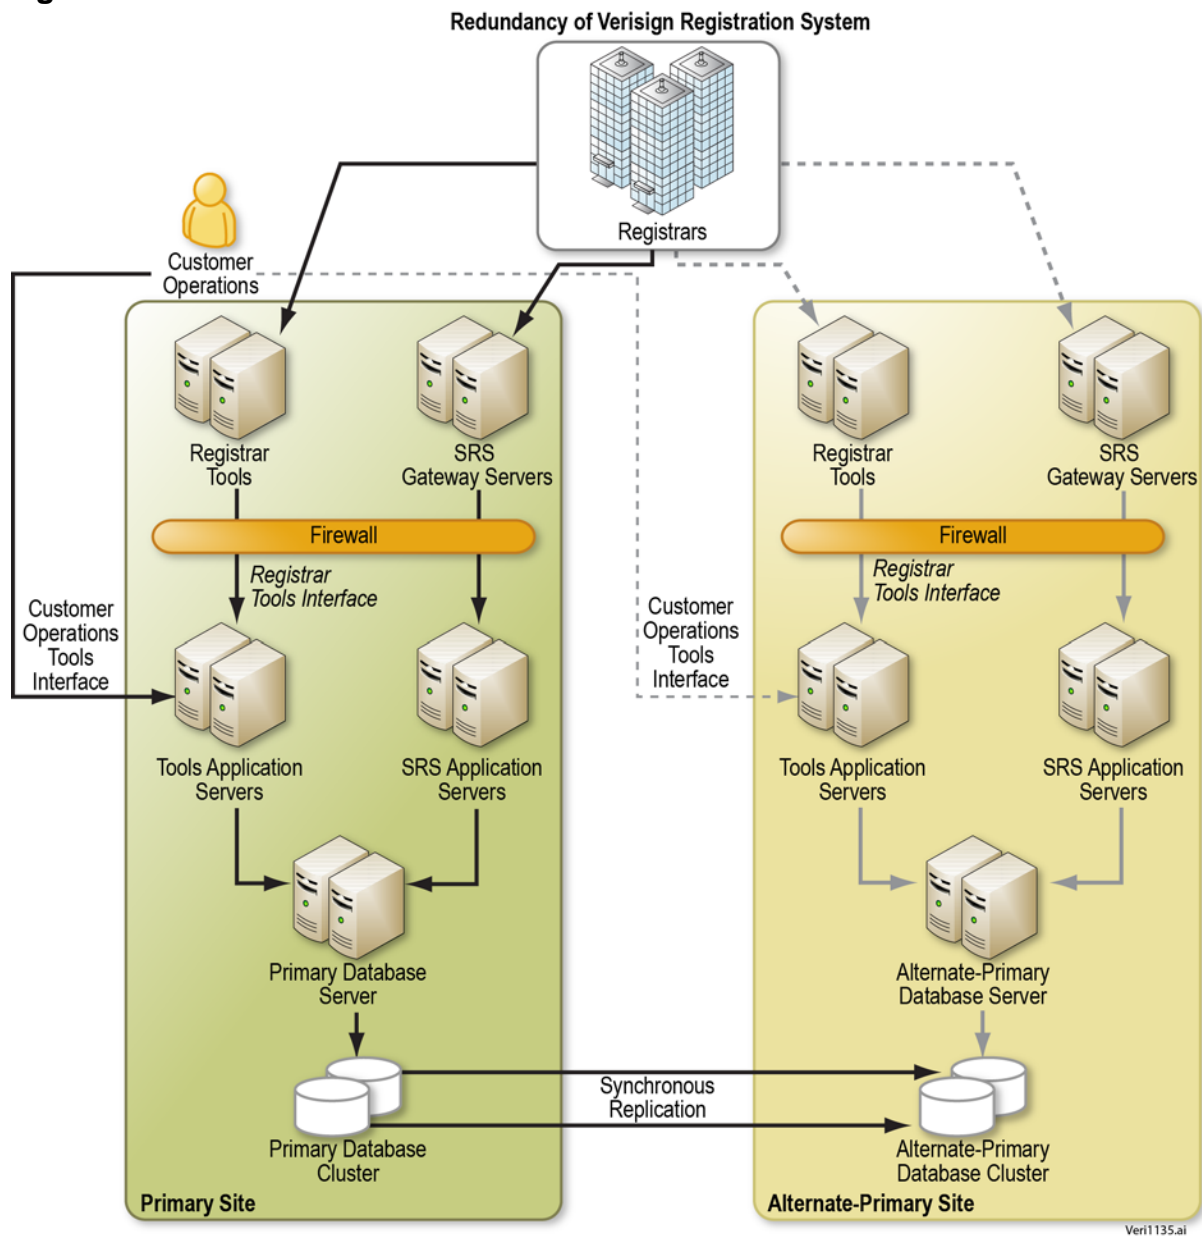 Redundancy of Verisign Registration System
Registrars
Customer
Operations
Registrar
Tools
SRS
Gateway Servers
Firewall
Registrar
Tools Interface
Customer
Operations
Tools
Interface
Tools Application
Servers
SRS Application
Servers
Primary Database
Server
Primary Database
Cluster
Primary Site
Synchronous
Replication
Registrar
Tools
SRS
Gateway Servers
Firewall
Registrar
Tools Interface
Customer
Operations
Tools
Interface
Tools Application
Servers
SRS Application
Servers
Alternate-Primary
Database Server
Alternate-Primary
Database Cluster
Alternate-Primary Site
Veri1135.ai